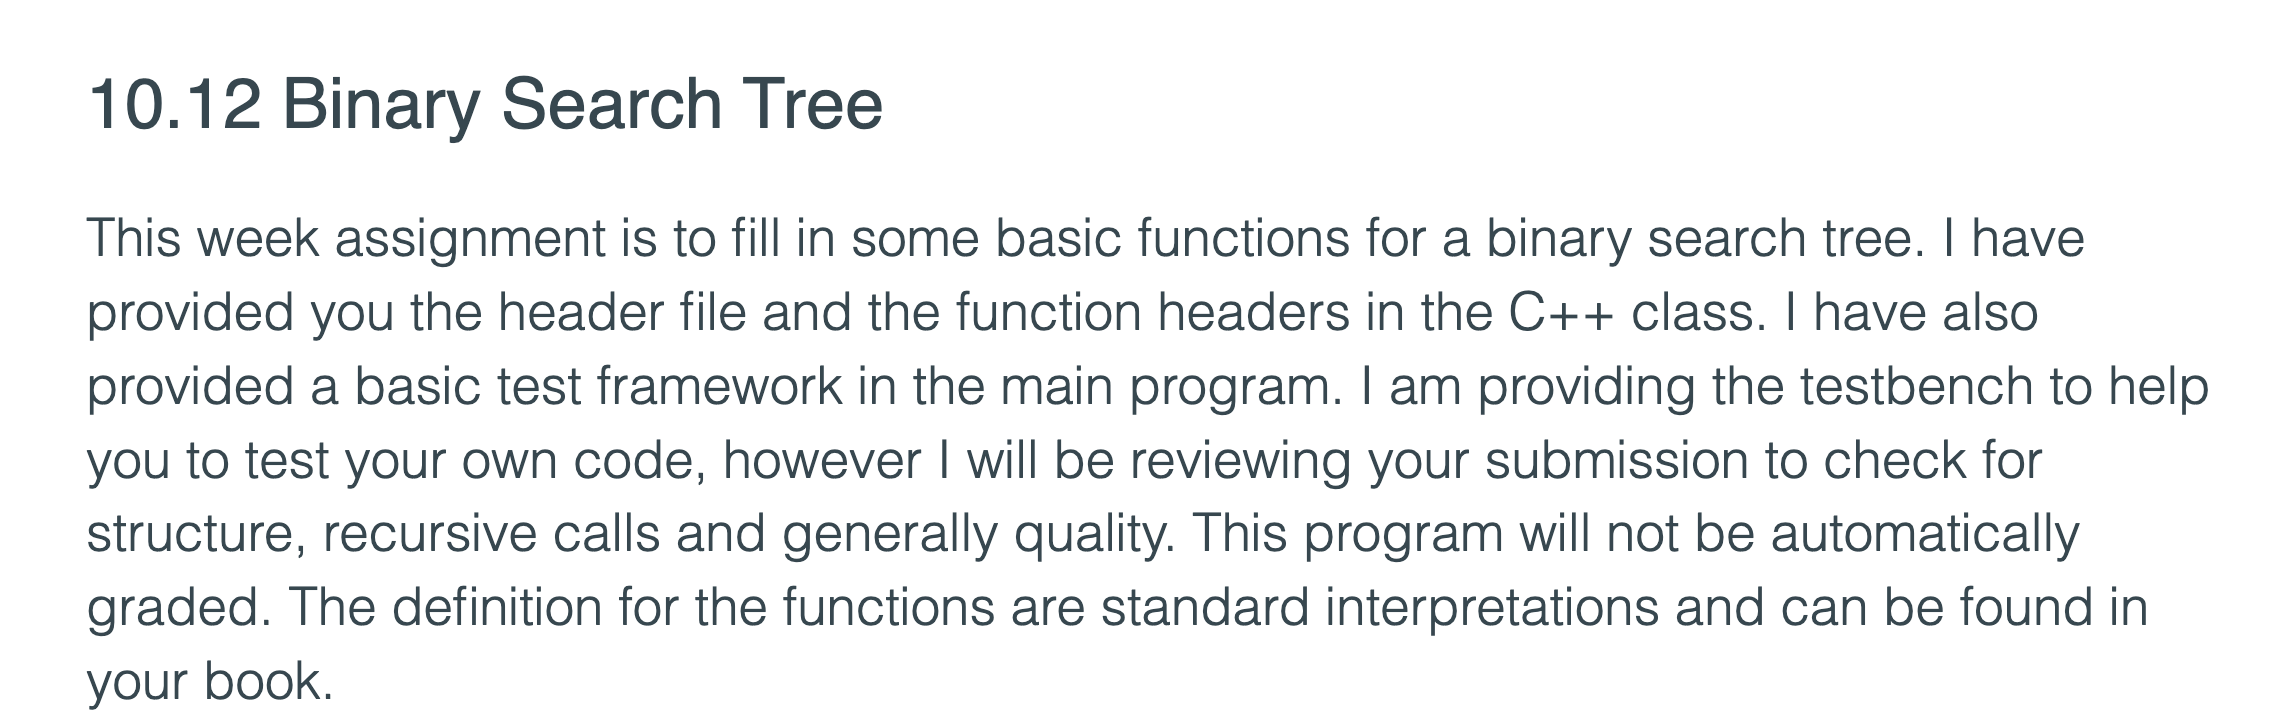 10.12 Binary Search Tree
This week assignment is to fill in some basic functions for a binary search tree. I have
provided you the header file and the function headers in the C++ class. I have also
provided a basic test framework in the main program. I am providing the testbench to help
you to test your own code, however I will be reviewing your submission to check for
structure, recursive calls and generally quality. This program will not be automatically
graded. The definition for the functions are standard interpretations and can be found in
your book.